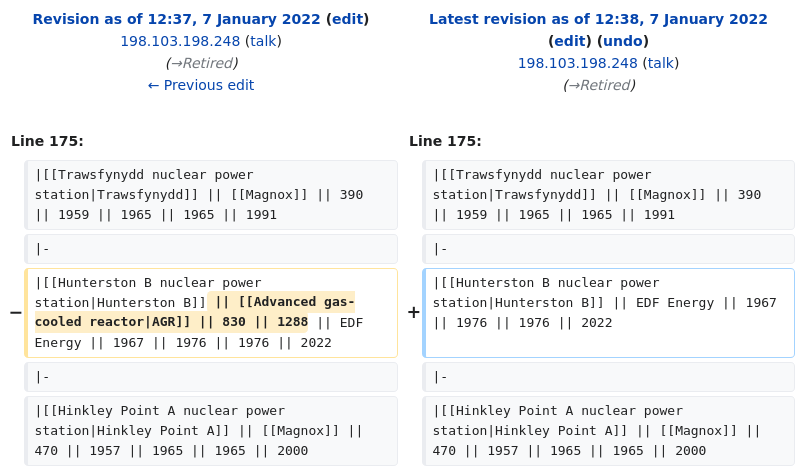 Revision as of 12:37, 7 January 2022 (edit)
198.103.198.248 (talk)
(→Retired)
← Previous edit
Latest revision as of 12:38, 7 January 2022
(edit) (undo)
198.103.198.248 (talk)
(→Retired)
Line 175:
Line 175:
|[[Trawsfynydd nuclear power
station|Trawsfynydd]] || [[Magnox]] || 390
|| 1959 || 1965 || 1965 || 1991
|[[Trawsfynydd nuclear power
station|Trawsfynydd]] || [[Magnox]] || 390
|| 1959 || 1965 || 1965 || 1991
|-
|-
−
|[[Hunterston B nuclear power
station|Hunterston B]] || [[Advanced gas-
cooled reactor|AGR]] || 830 || 1288 || EDF
Energy || 1967 || 1976 || 1976 || 2022
+
|[[Hunterston B nuclear power
station|Hunterston B]] || EDF Energy || 1967
|| 1976 || 1976 || 2022
|-
|-
|[[Hinkley Point A nuclear power
station|Hinkley Point A]] || [[Magnox]] ||
470 || 1957 || 1965 || 1965 || 2000
|[[Hinkley Point A nuclear power
station|Hinkley Point A]] || [[Magnox]] ||
470 || 1957 || 1965 || 1965 || 2000